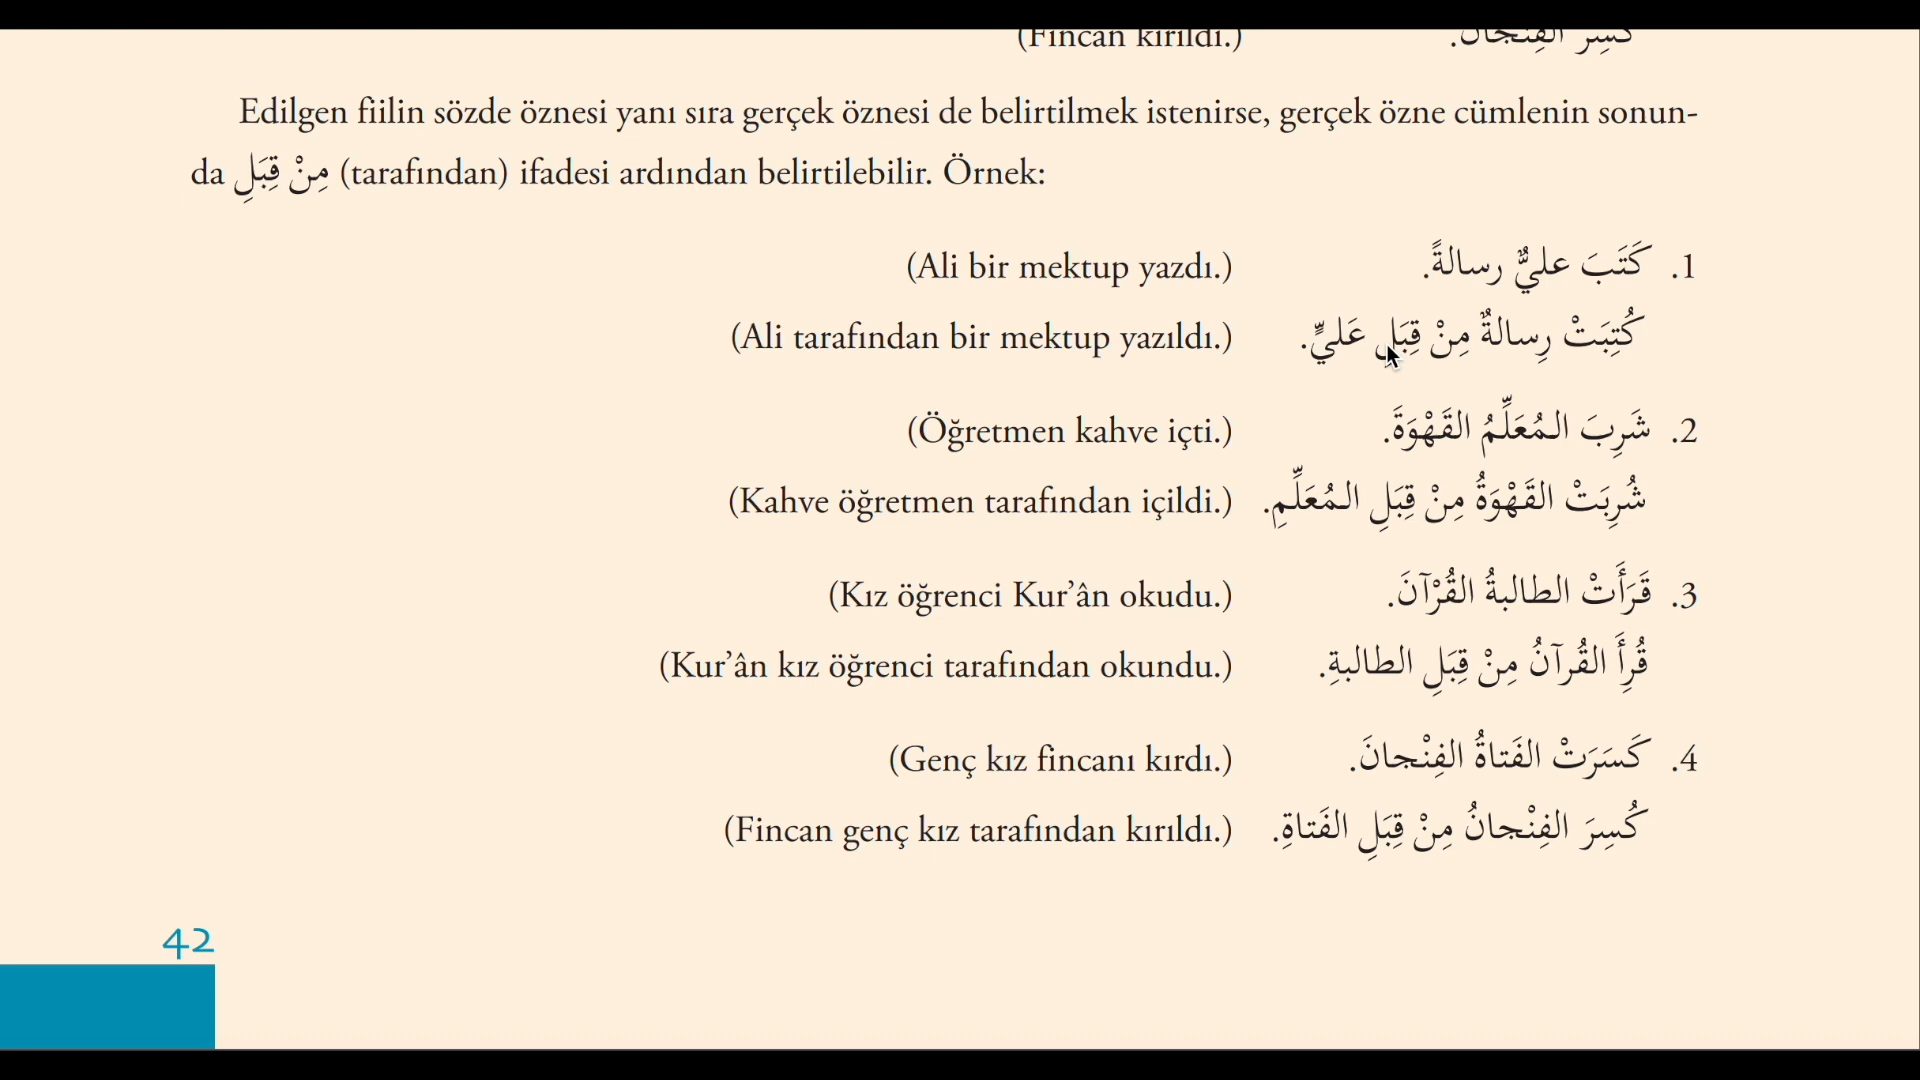 (Fincan kırıldı.) كُسِرَ الفِنْجانُ.
Edilgen fiilin sözde öznesi yanı sıra gerçek öznesi de belirtilmek istenirse, gerçek özne cümlenin sonun-
da مِنْ قِبَلِ (tarafından) ifadesi ardından belirtilebilir. Örnek:
1. كَتَبَ عليٌّ رسالةً. (Ali bir mektup yazdı.)
كُتِبَتْ رِسالةٌ مِنْ قِبَلِ عَليٍّ. (Ali tarafından bir mektup yazıldı.)
2. شَرِبَ المُعَلِّمُ القَهْوَةَ. (Öğretmen kahve içti.)
شُرِبَتْ القَهْوَةُ مِنْ قِبَلِ المُعَلِّمِ. (Kahve öğretmen tarafından içildi.)
3. قَرَأَتْ الطالبةُ القُرْآنَ. (Kız öğrenci Kur’ân okudu.)
قُرِأَ القُرآنُ مِنْ قِبَلِ الطالبةِ. (Kur’ân kız öğrenci tarafından okundu.)
4. كَسَرَتْ الفَتاةُ الفِنْجانَ. (Genç kız fincanı kırdı.)
كُسِرَ الفِنْجانُ مِنْ قِبَلِ الفَتاةِ. (Fincan genç kız tarafından kırıldı.)
42